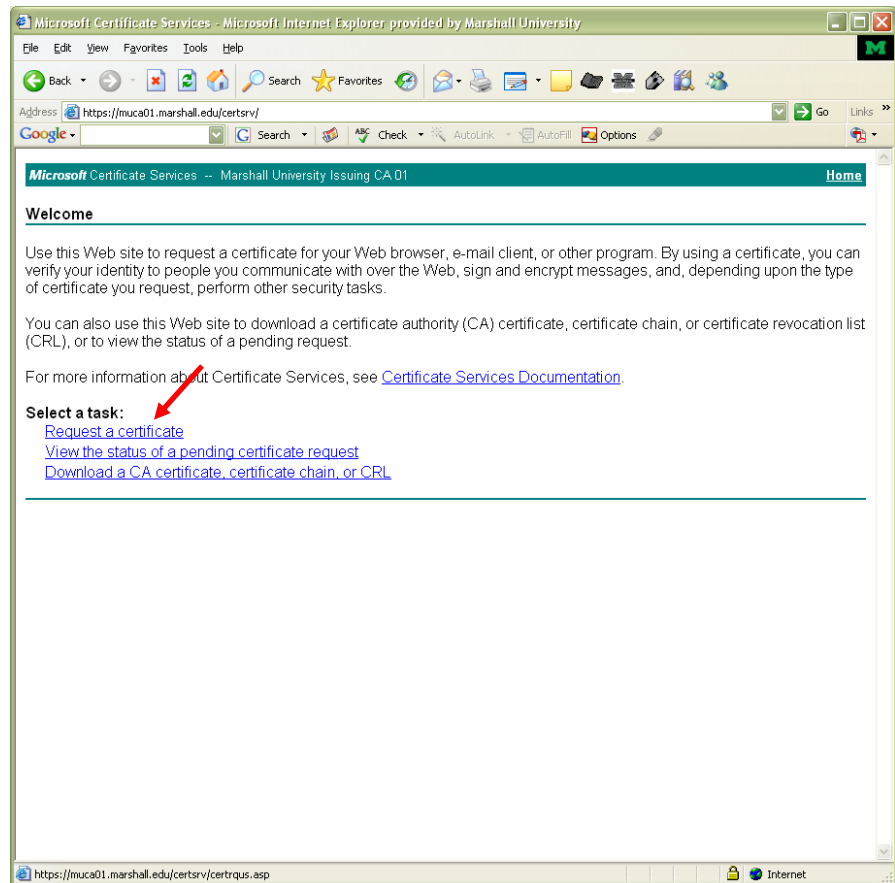 Microsoft Certificate Services - Microsoft Internet Explorer provided by Marshall University
File Edit View Favorites Tools Help
M
Back Search Favorites
Address https://muca01.marshall.edu/certsrv/ Go Links »
Google Search ABC Check AutoLink AutoFill Options
Microsoft Certificate Services -- Marshall University Issuing CA 01 Home
Welcome
Use this Web site to request a certificate for your Web browser, e-mail client, or other program. By using a certificate, you can
verify your identity to people you communicate with over the Web, sign and encrypt messages, and, depending upon the type
of certificate you request, perform other security tasks.
You can also use this Web site to download a certificate authority (CA) certificate, certificate chain, or certificate revocation list
(CRL), or to view the status of a pending request.
For more information about Certificate Services, see Certificate Services Documentation.
Select a task:
Request a certificate
View the status of a pending certificate request
Download a CA certificate, certificate chain, or CRL
https://muca01.marshall.edu/certsrv/certrqus.asp Internet